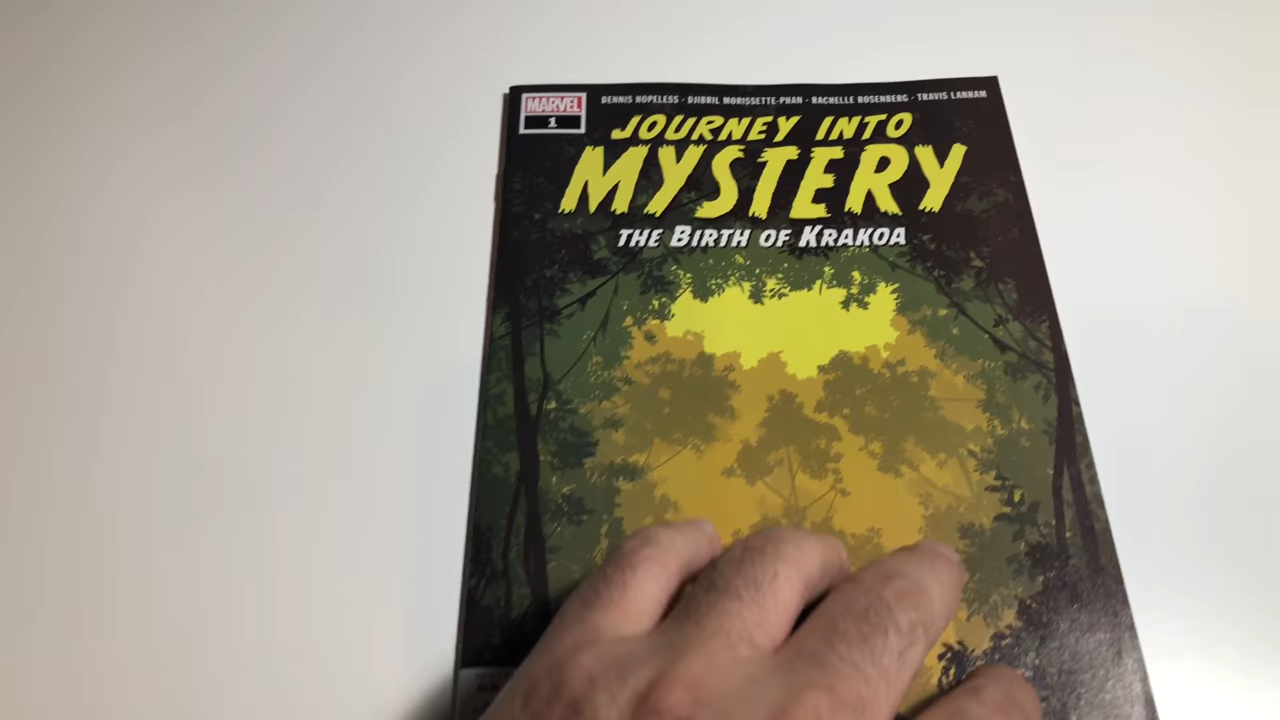 MARVEL
1
DENNIS HOPELESS · DJIBRIL MORISSETTE-PHAN · RACHELLE ROSENBERG · TRAVIS LANHAM
JOURNEY INTO
MYSTERY
THE BIRTH OF KRAKOA